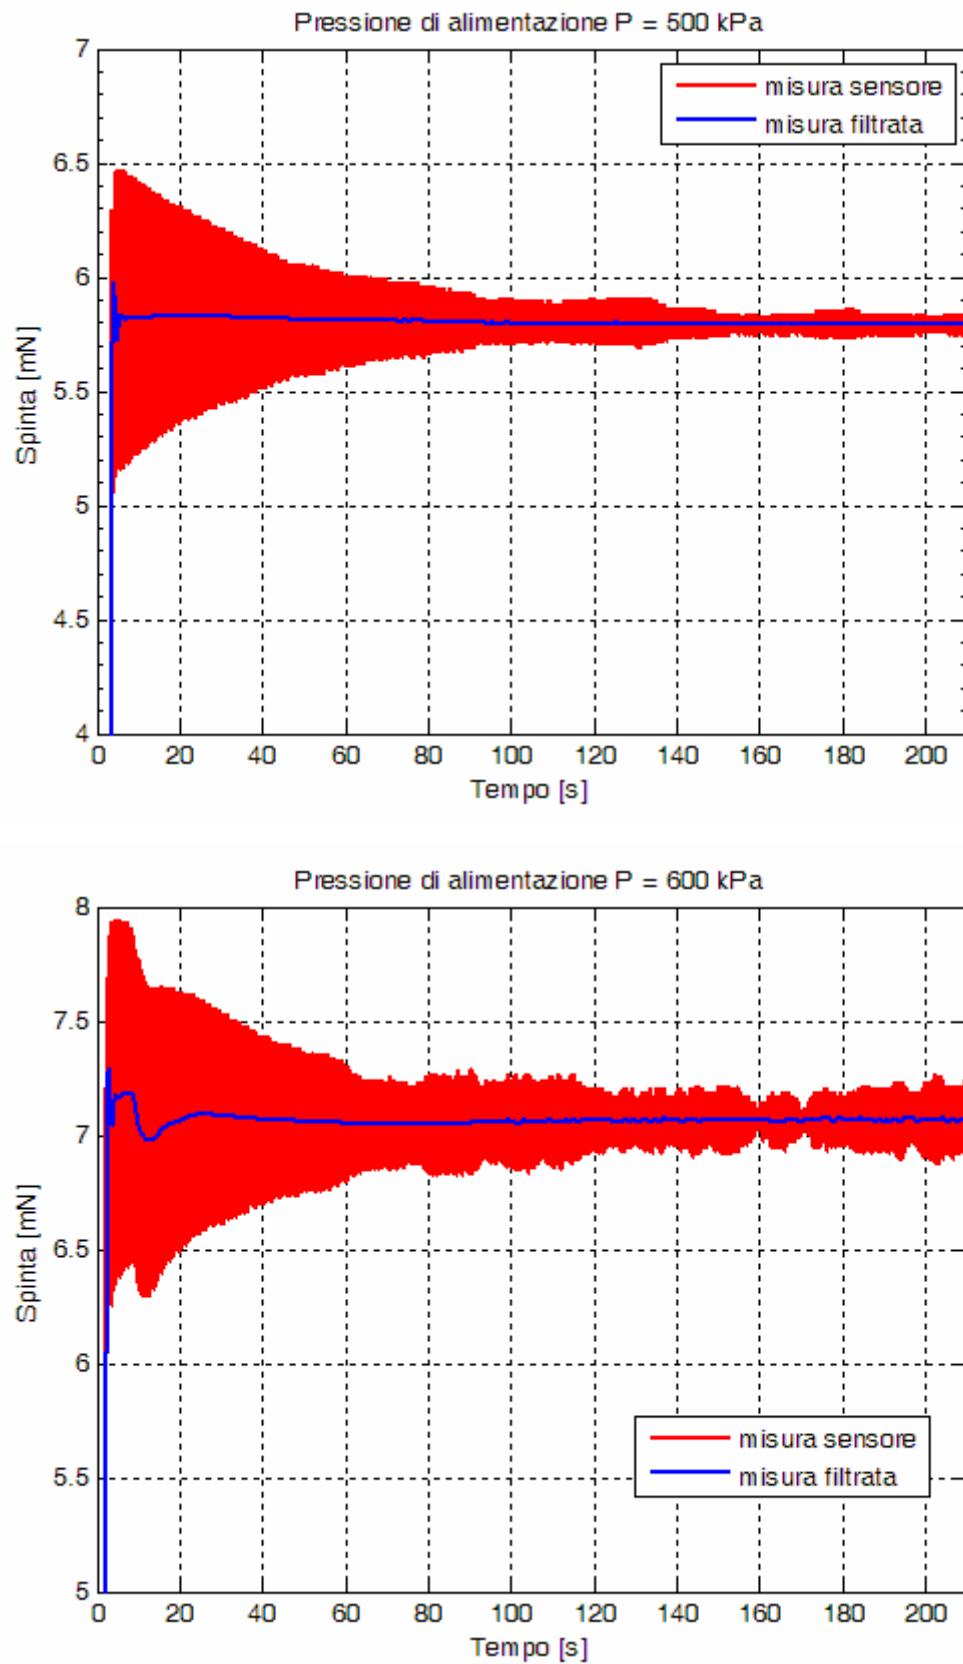 Pressione di alimentazione P = 500 kPa
7
6.5
6
5.5
5
4.5
4
Spinta [mN]
misura sensore
misura filtrata
0 20 40 60 80 100 120 140 160 180 200
Tempo [s]
Pressione di alimentazione P = 600 kPa
8
7.5
7
6.5
6
5.5
5
Spinta [mN]
misura sensore
misura filtrata
0 20 40 60 80 100 120 140 160 180 200
Tempo [s]